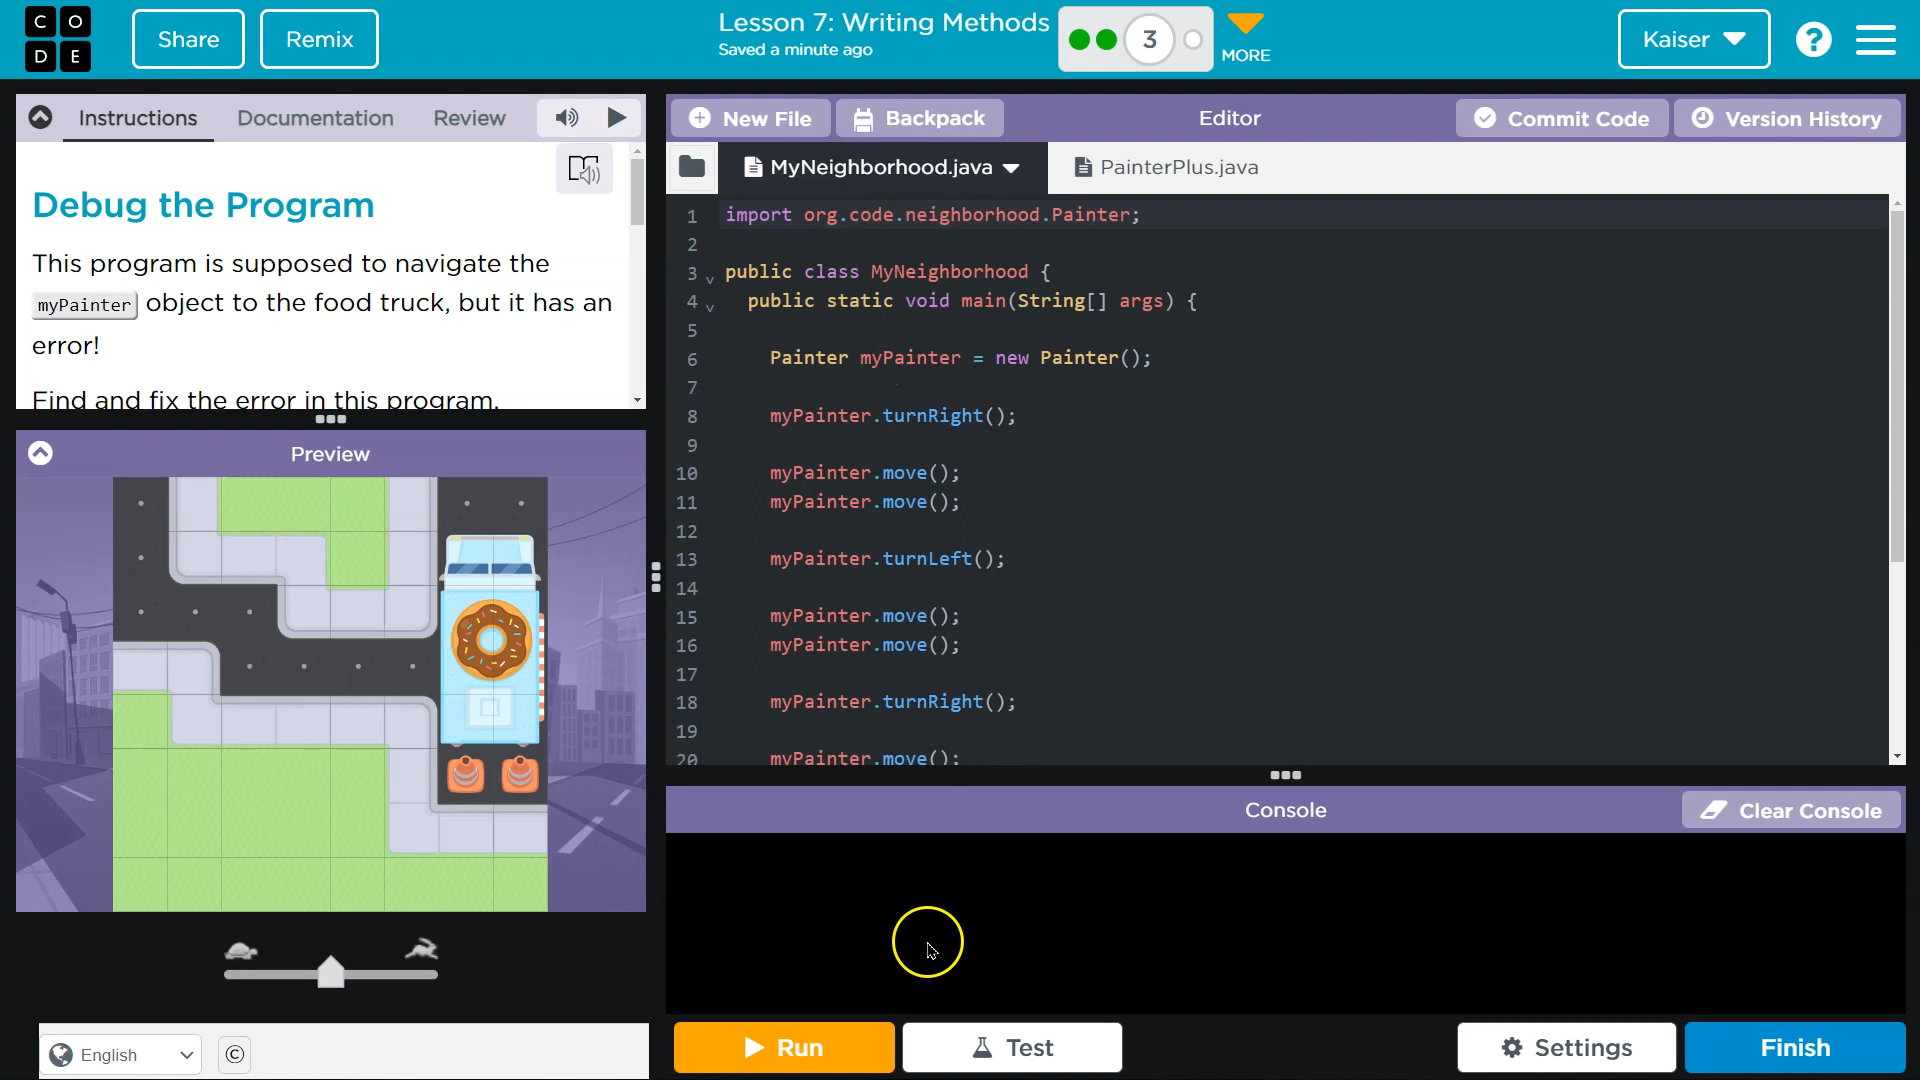 C O
D E
Share
Remix
Lesson 7: Writing Methods
Saved a minute ago
3
MORE
Kaiser
?
Instructions
Documentation
Review
Debug the Program
This program is supposed to navigate the
myPainter object to the food truck, but it has an
error!
Find and fix the error in this program.
Preview
English
©
New File
Backpack
Editor
Commit Code
Version History
MyNeighborhood.java
PainterPlus.java
1 import org.code.neighborhood.Painter;
2
3 public class MyNeighborhood {
4 public static void main(String[] args) {
5
6 Painter myPainter = new Painter();
7
8 myPainter.turnRight();
9
10 myPainter.move();
11 myPainter.move();
12
13 myPainter.turnLeft();
14
15 myPainter.move();
16 myPainter.move();
17
18 myPainter.turnRight();
19
20 myPainter.move();
Console
Clear Console
Run
Test
Settings
Finish